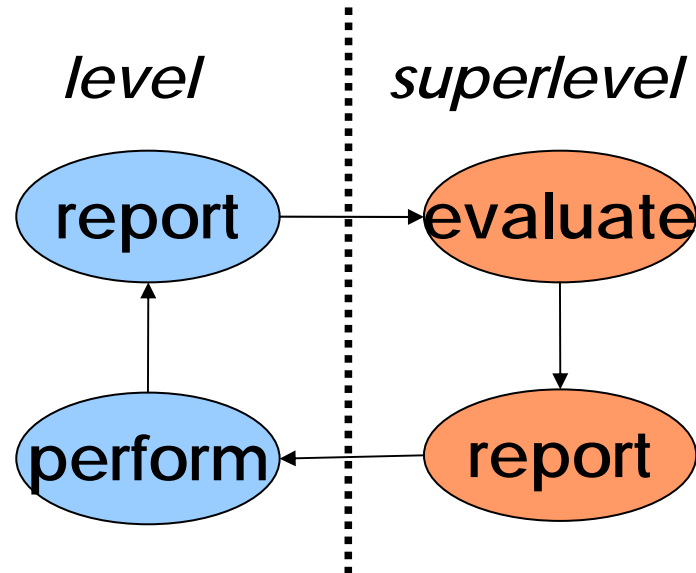 level
superlevel
report
evaluate
perform
report